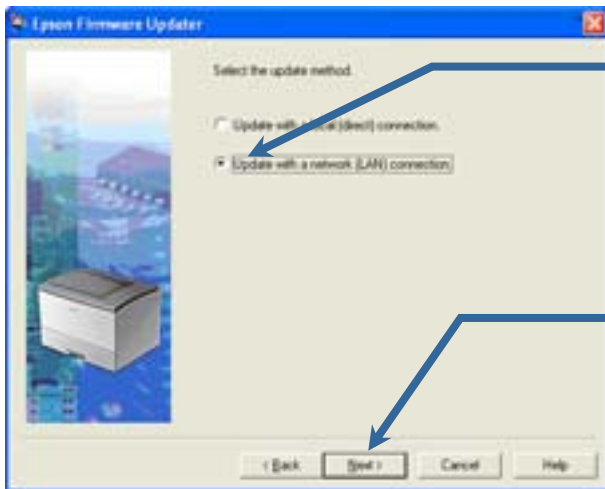 Epson Firmware Updater
Select the update method.
Update with a local (direct) connection.
Update with a network (LAN) connection.
< Back Next > Cancel Help